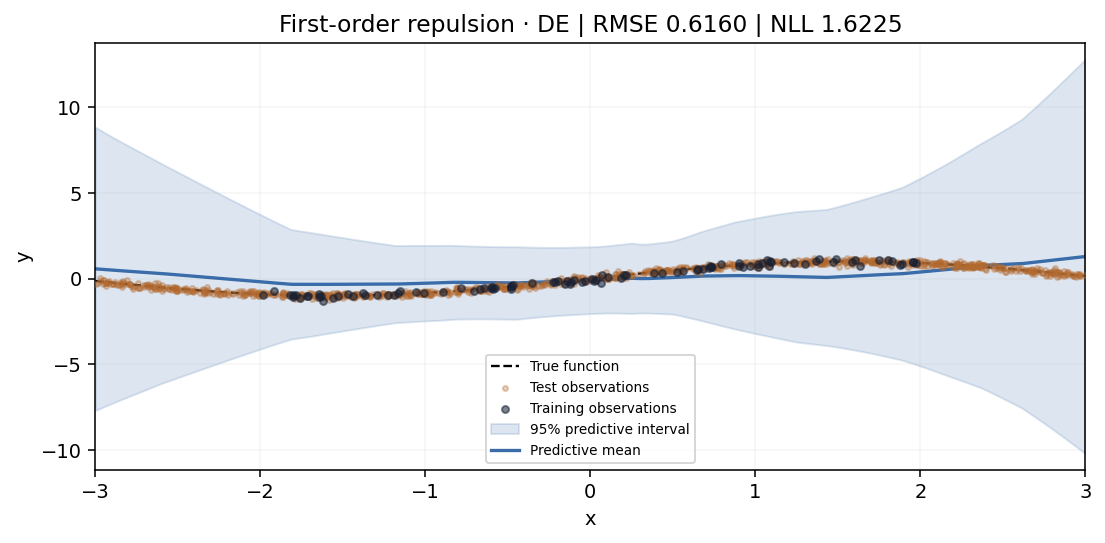 First-order repulsion · DE | RMSE 0.6160 | NLL 1.6225
10
5
0
−5
−10
y
True function
Test observations
Training observations
95% predictive interval
Predictive mean
−3 −2 −1 0 1 2 3
x